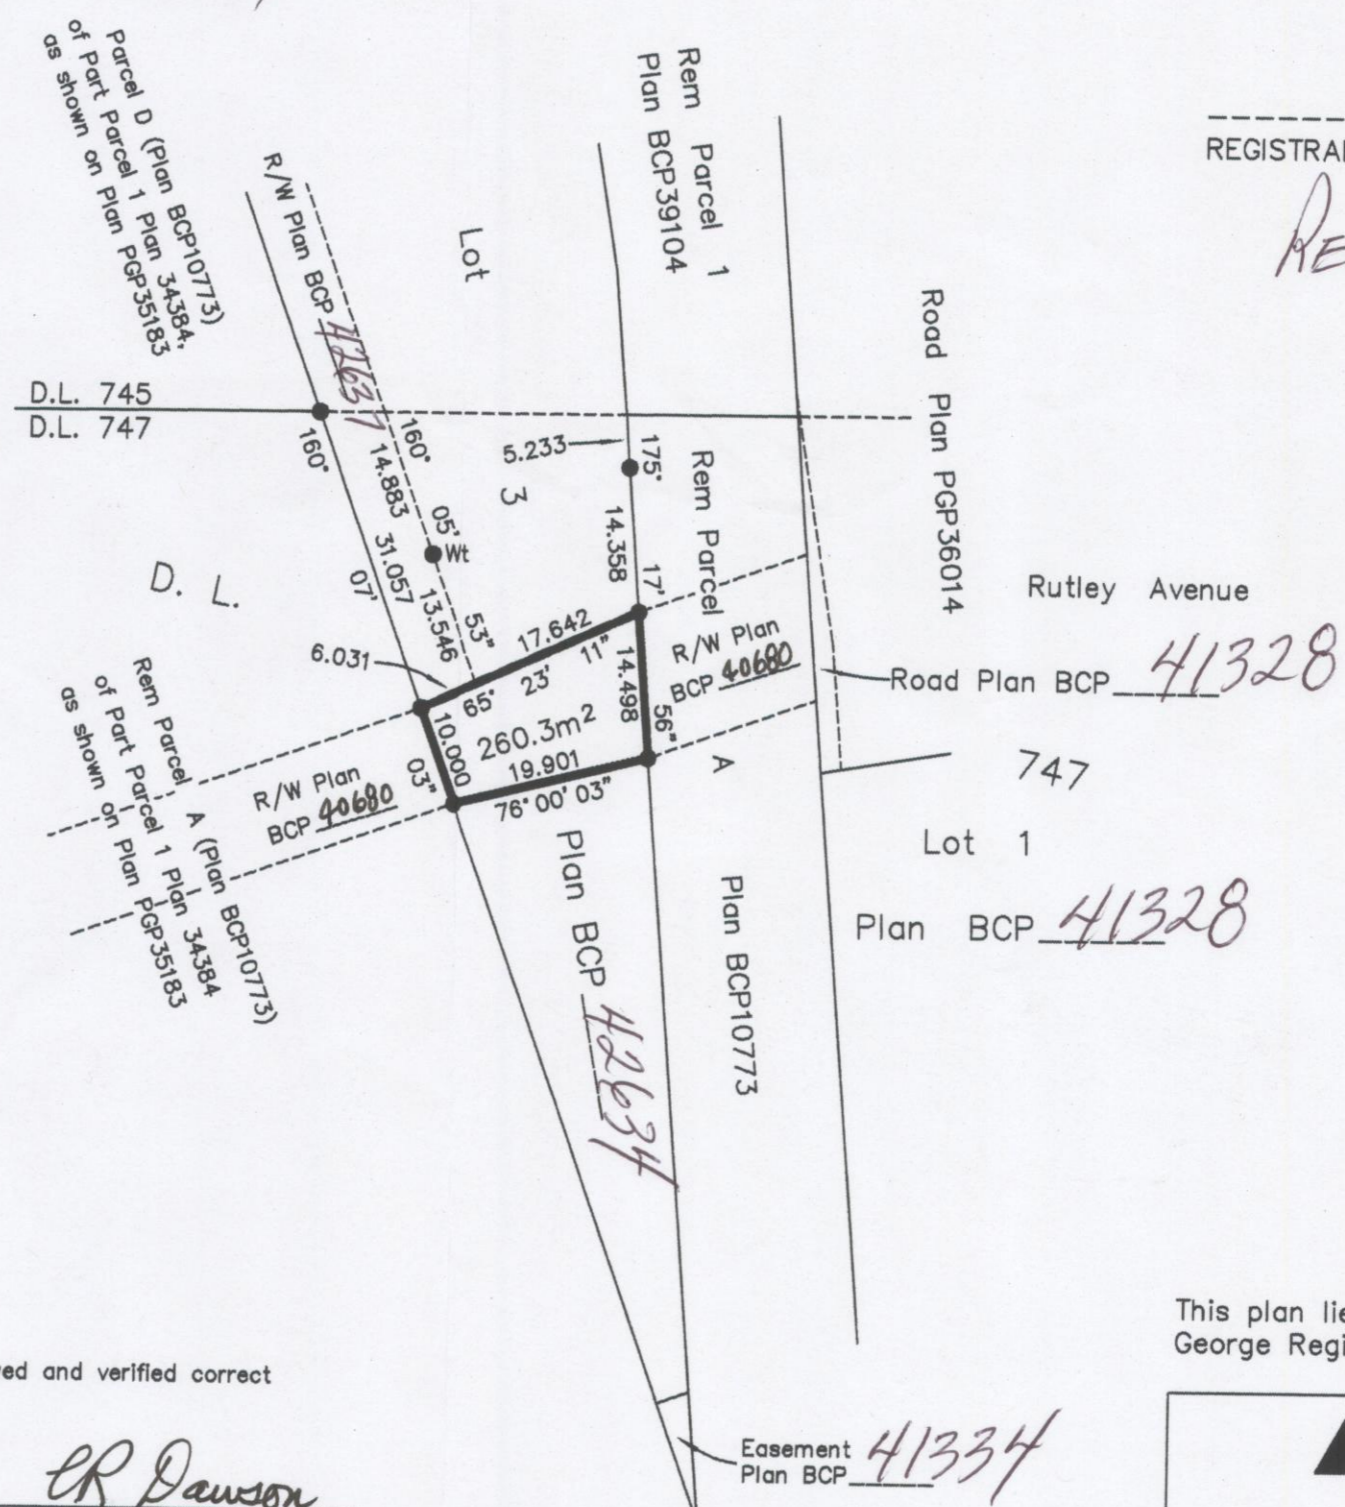 Parcel D (Plan BCP10773)
of Part Parcel 1 Plan 34384,
as shown on Plan PGP35183
R/W Plan BCP 42637
Lot
3
Rem Parcel 1
Plan BCP39104
Road Plan PGP36014
D.L. 745
D.L. 747
160°
07'
03"
14.883
31.057
160°
05'
53"
Wt
13.546
5.233
175°
17'
56"
14.358
Rem Parcel
A
Plan BCP10773
D. L.
6.031
17.642
65° 23' 11"
10.000
260.3m²
14.498
19.901
76° 00' 03"
R/W Plan
BCP 40680
R/W Plan
BCP 40680
Rem Parcel A (Plan BCP10773)
of Part Parcel 1 Plan 34384
as shown on Plan PGP35183
Plan BCP 42634
Rutley Avenue
Road Plan BCP 41328
747
Lot 1
Plan BCP 41328
Easement
Plan BCP 41334
REGISTRA
RE
This plan lie
George Regi
ed and verified correct
CR Dawson